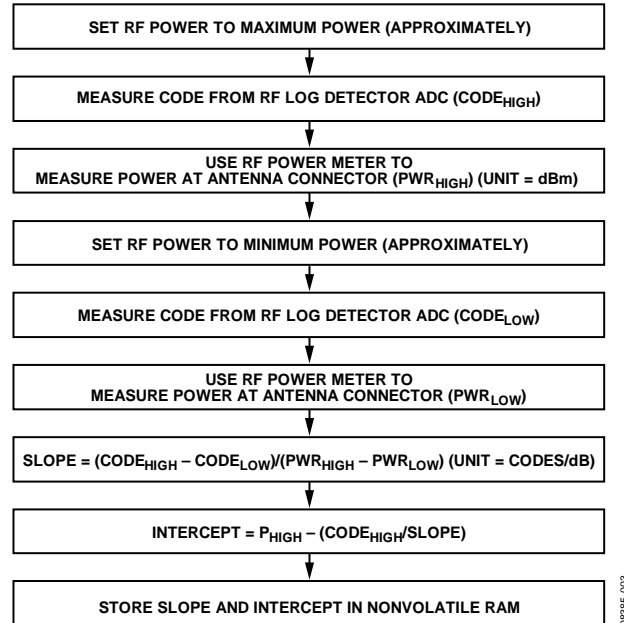 SET RF POWER TO MAXIMUM POWER (APPROXIMATELY)
MEASURE CODE FROM RF LOG DETECTOR ADC (CODEHIGH)
USE RF POWER METER TO
MEASURE POWER AT ANTENNA CONNECTOR (PWRHIGH) (UNIT = dBm)
SET RF POWER TO MINIMUM POWER (APPROXIMATELY)
MEASURE CODE FROM RF LOG DETECTOR ADC (CODELOW)
USE RF POWER METER TO
MEASURE POWER AT ANTENNA CONNECTOR (PWRLOW)
SLOPE = (CODEHIGH – CODELOW)/(PWRHIGH – PWRLOW) (UNIT = CODES/dB)
INTERCEPT = PHIGH – (CODEHIGH/SLOPE)
STORE SLOPE AND INTERCEPT IN NONVOLATILE RAM